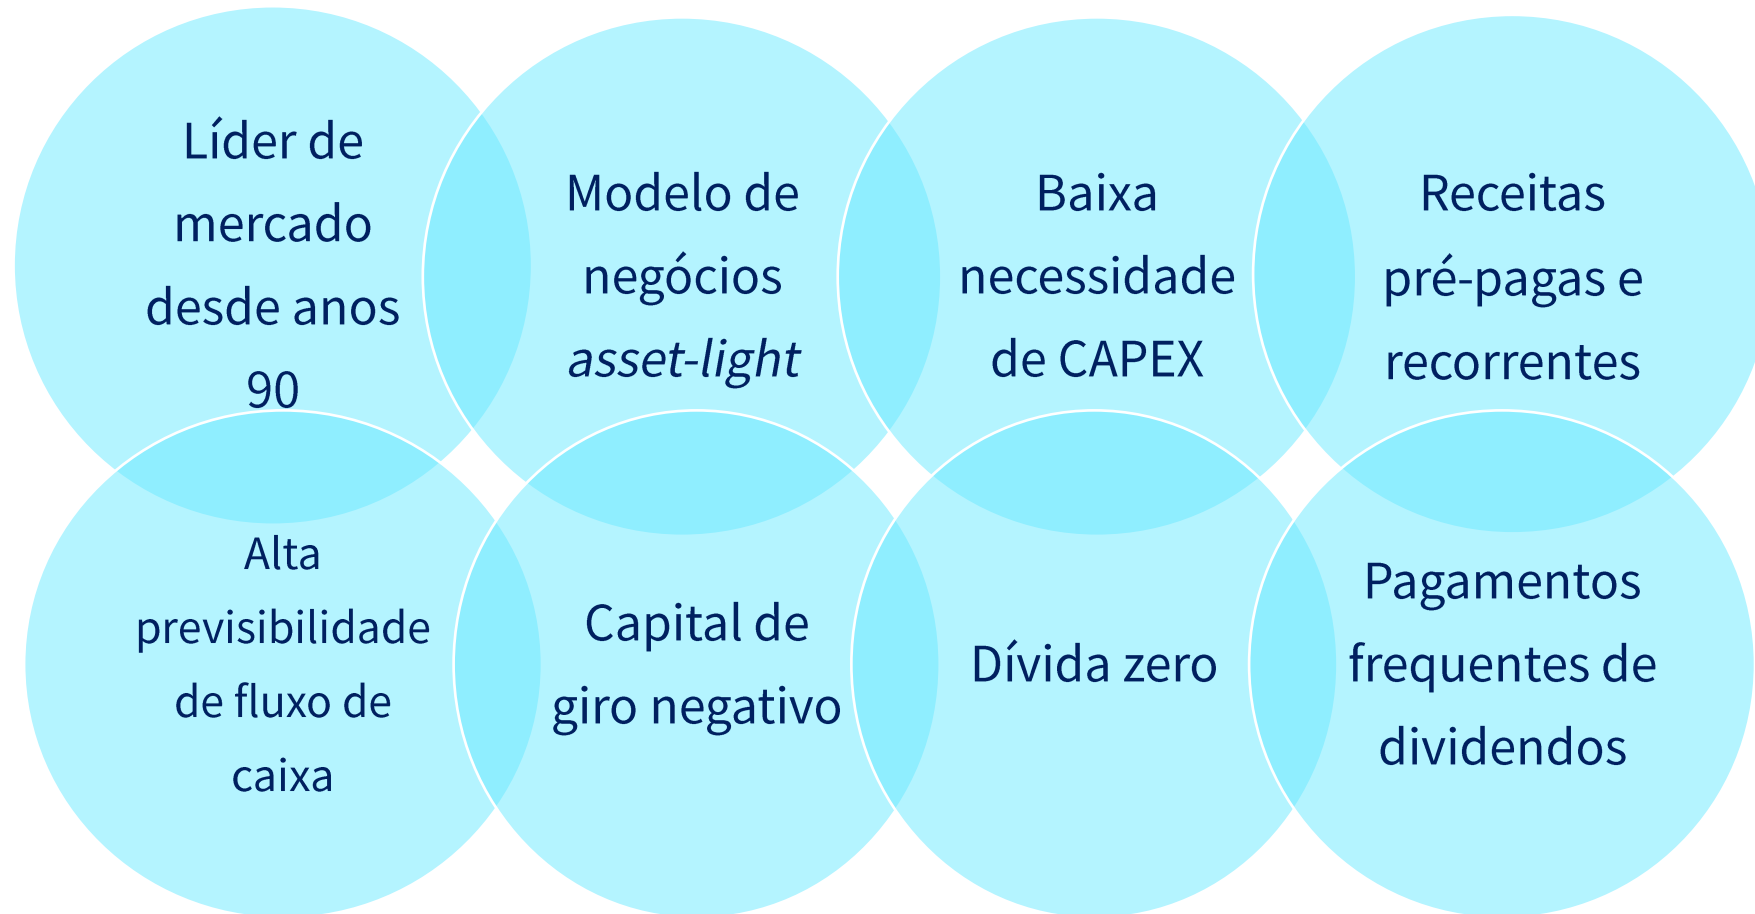 Líder de
mercado
desde anos
90
Modelo de
negócios
asset-light
Baixa
necessidade
de CAPEX
Receitas
pré-pagas e
recorrentes
Alta
previsibilidade
de fluxo de
caixa
Capital de
giro negativo
Dívida zero
Pagamentos
frequentes de
dividendos